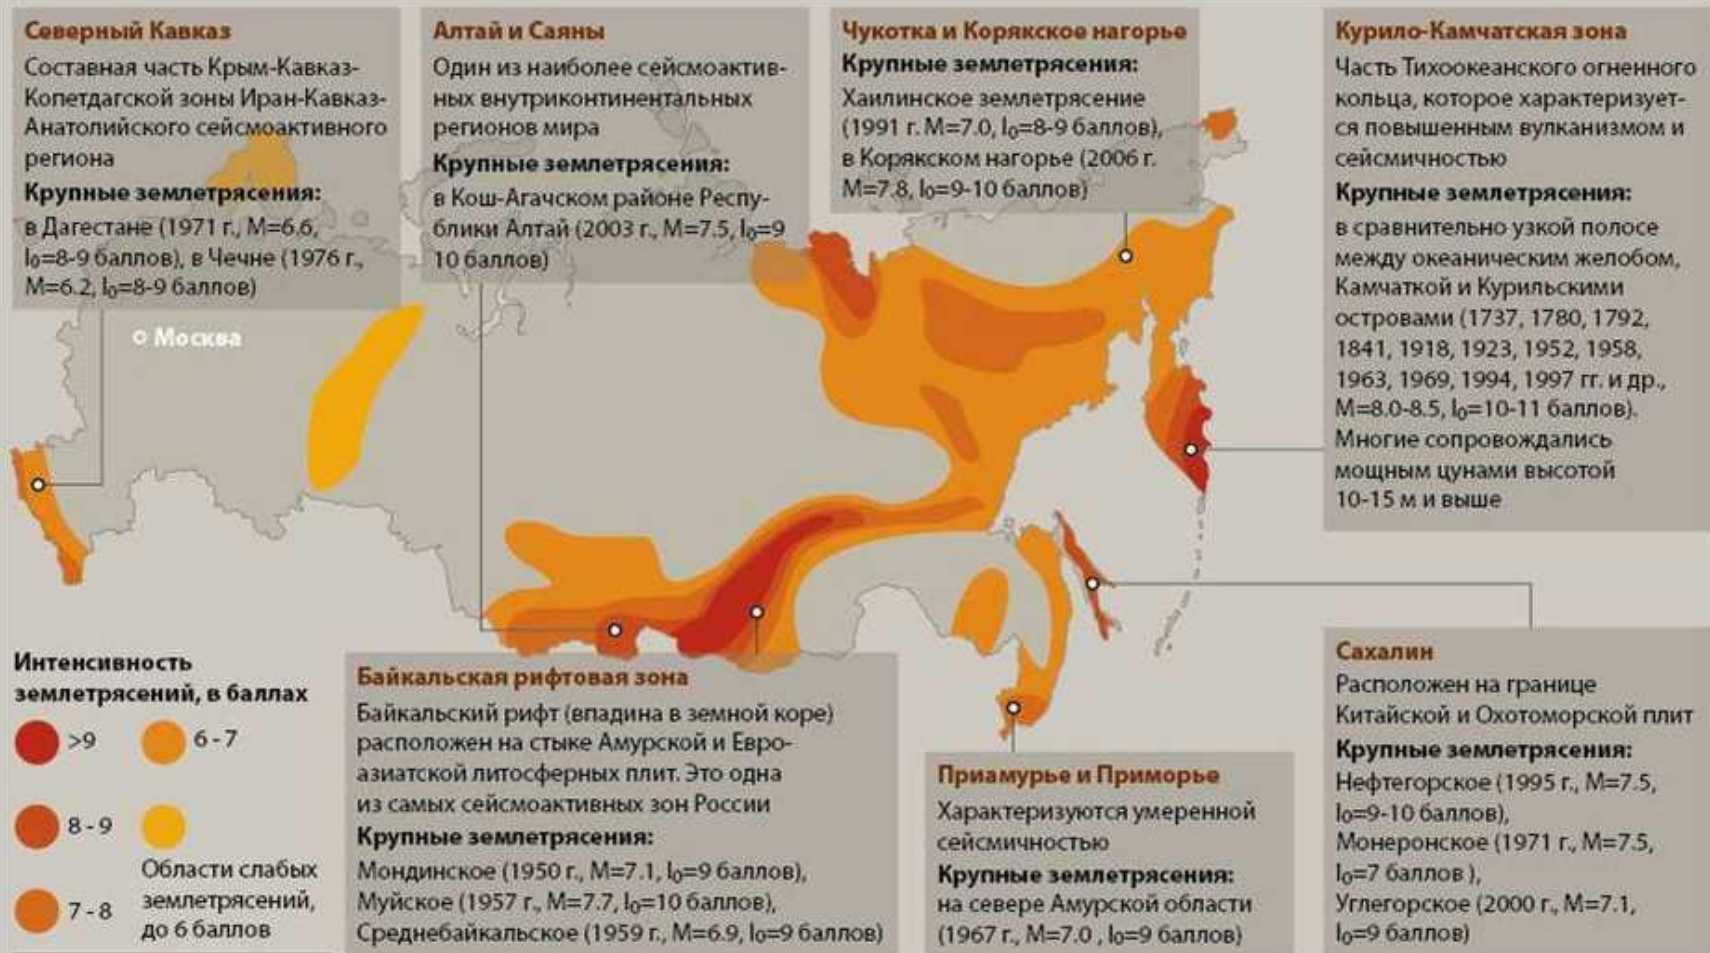 Северный Кавказ
Составная часть Крым-Кавказ-
Копетдагской зоны Иран-Кавказ-
Анатолийского сейсмоактивного
региона
Крупные землетрясения:
в Дагестане (1971 г., М=6.6,
I₀=8-9 баллов), в Чечне (1976 г.,
М=6.2, I₀=8-9 баллов)
Алтай и Саяны
Один из наиболее сейсмоактив-
ных внутриконтинентальных
регионов мира
Крупные землетрясения:
в Кош-Агачском районе Респу-
блики Алтай (2003 г., М=7.5, I₀=9
10 баллов)
Чукотка и Корякское нагорье
Крупные землетрясения:
Хаилинское землетрясение
(1991 г. М=7.0, I₀=8-9 баллов),
в Корякском нагорье (2006 г.
М=7.8, I₀=9-10 баллов)
Курило-Камчатская зона
Часть Тихоокеанского огненного
кольца, которое характеризует-
ся повышенным вулканизмом и
сейсмичностью
Крупные землетрясения:
в сравнительно узкой полосе
между океаническим желобом,
Камчаткой и Курильскими
островами (1737, 1780, 1792,
1841, 1918, 1923, 1952, 1958,
1963, 1969, 1994, 1997 гг. и др.,
М=8.0-8.5, I₀=10-11 баллов).
Многие сопровождались
мощным цунами высотой
10-15 м и выше
Москва
Интенсивность
землетрясений, в баллах
>9
6 - 7
8 - 9
7 - 8
Области слабых
землетрясений,
до 6 баллов
Байкальская рифтовая зона
Байкальский рифт (впадина в земной коре)
расположен на стыке Амурской и Евро-
азиатской литосферных плит. Это одна
из самых сейсмоактивных зон России
Крупные землетрясения:
Мондинское (1950 г., М=7.1, I₀=9 баллов),
Муйское (1957 г., М=7.7, I₀=10 баллов),
Среднебайкальское (1959 г., М=6.9, I₀=9 баллов)
Приамурье и Приморье
Характеризуются умеренной
сейсмичностью
Крупные землетрясения:
на севере Амурской области
(1967 г., М=7.0 , I₀=9 баллов)
Сахалин
Расположен на границе
Китайской и Охотоморской плит
Крупные землетрясения:
Нефтегорское (1995 г., М=7.5,
I₀=9-10 баллов),
Монеронское (1971 г., М=7.5,
I₀=7 баллов ),
Углегорское (2000 г., М=7.1,
I₀=9 баллов)